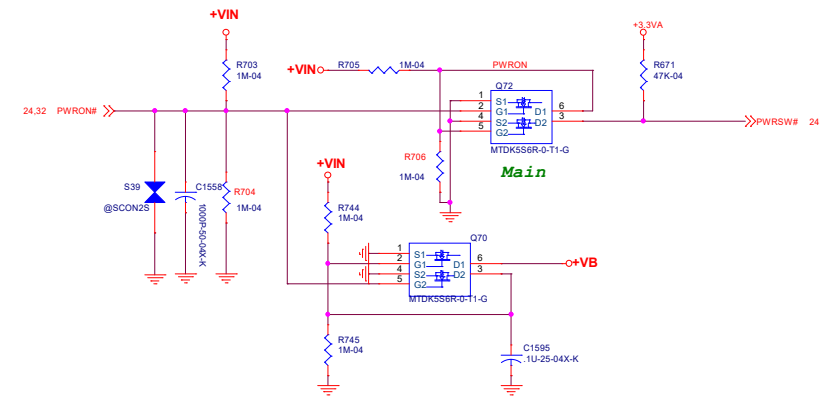 +VIN
+3.3VA
R703
1M-04
+VIN
R705
1M-04
PWRON
R671
47K-04
Q72
24,32 PWRON#
1
2
4
5
S1
G1 D1
S2 D2
G2
6
3
PWRSW# 24
MTDK5S6R-0-T1-G
Main
R706
1M-04
+VIN
S39
@SCON2S
C1558
1000P-50-04X-K
R704
1M-04
R744
1M-04
Q70
1
2
4
5
S1
G1 D1
S2 D2
G2
6
3
+VB
MTDK5S6R-0-T1-G
R745
1M-04
C1595
.1U-25-04X-K